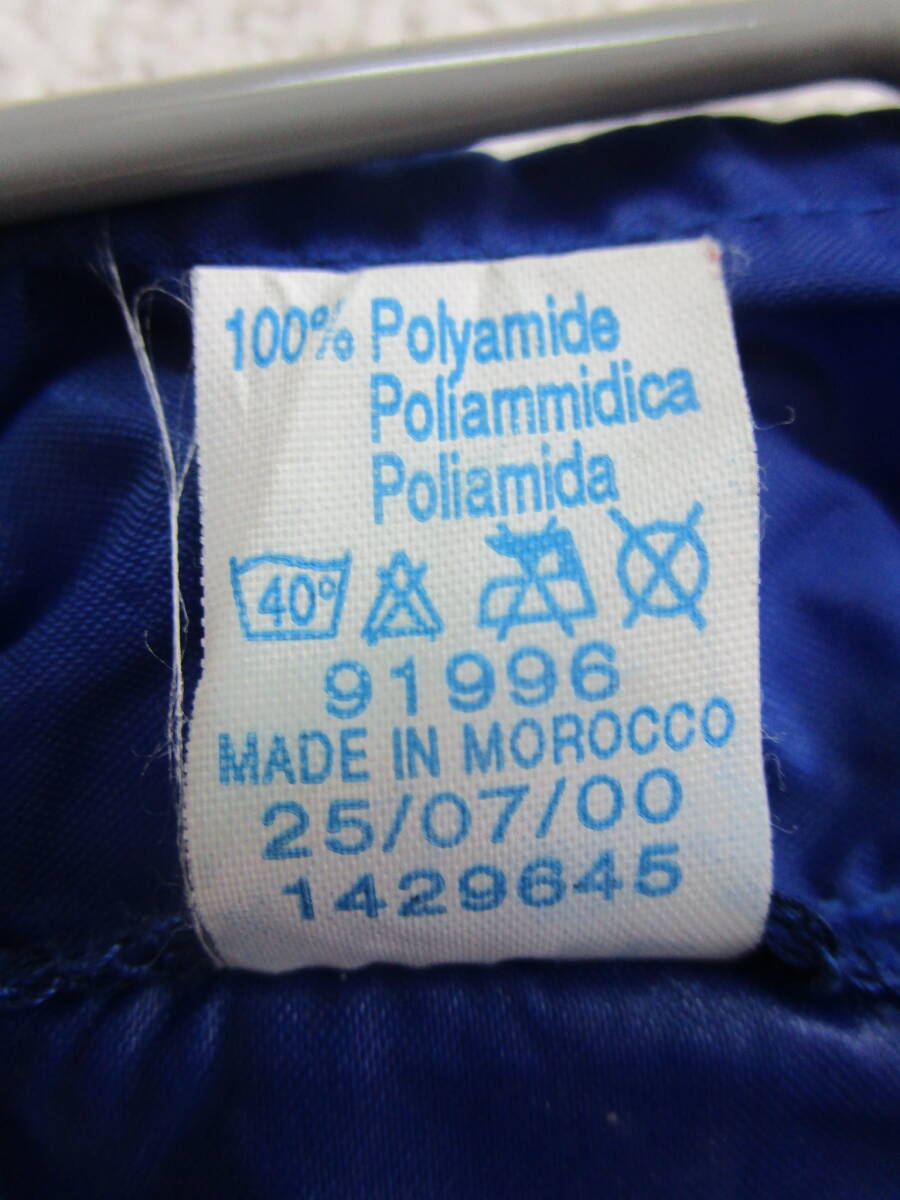 100% Polyamide
Poliammidica
Poliamida
40°
91996
MADE IN MOROCCO
25/07/00
1429645